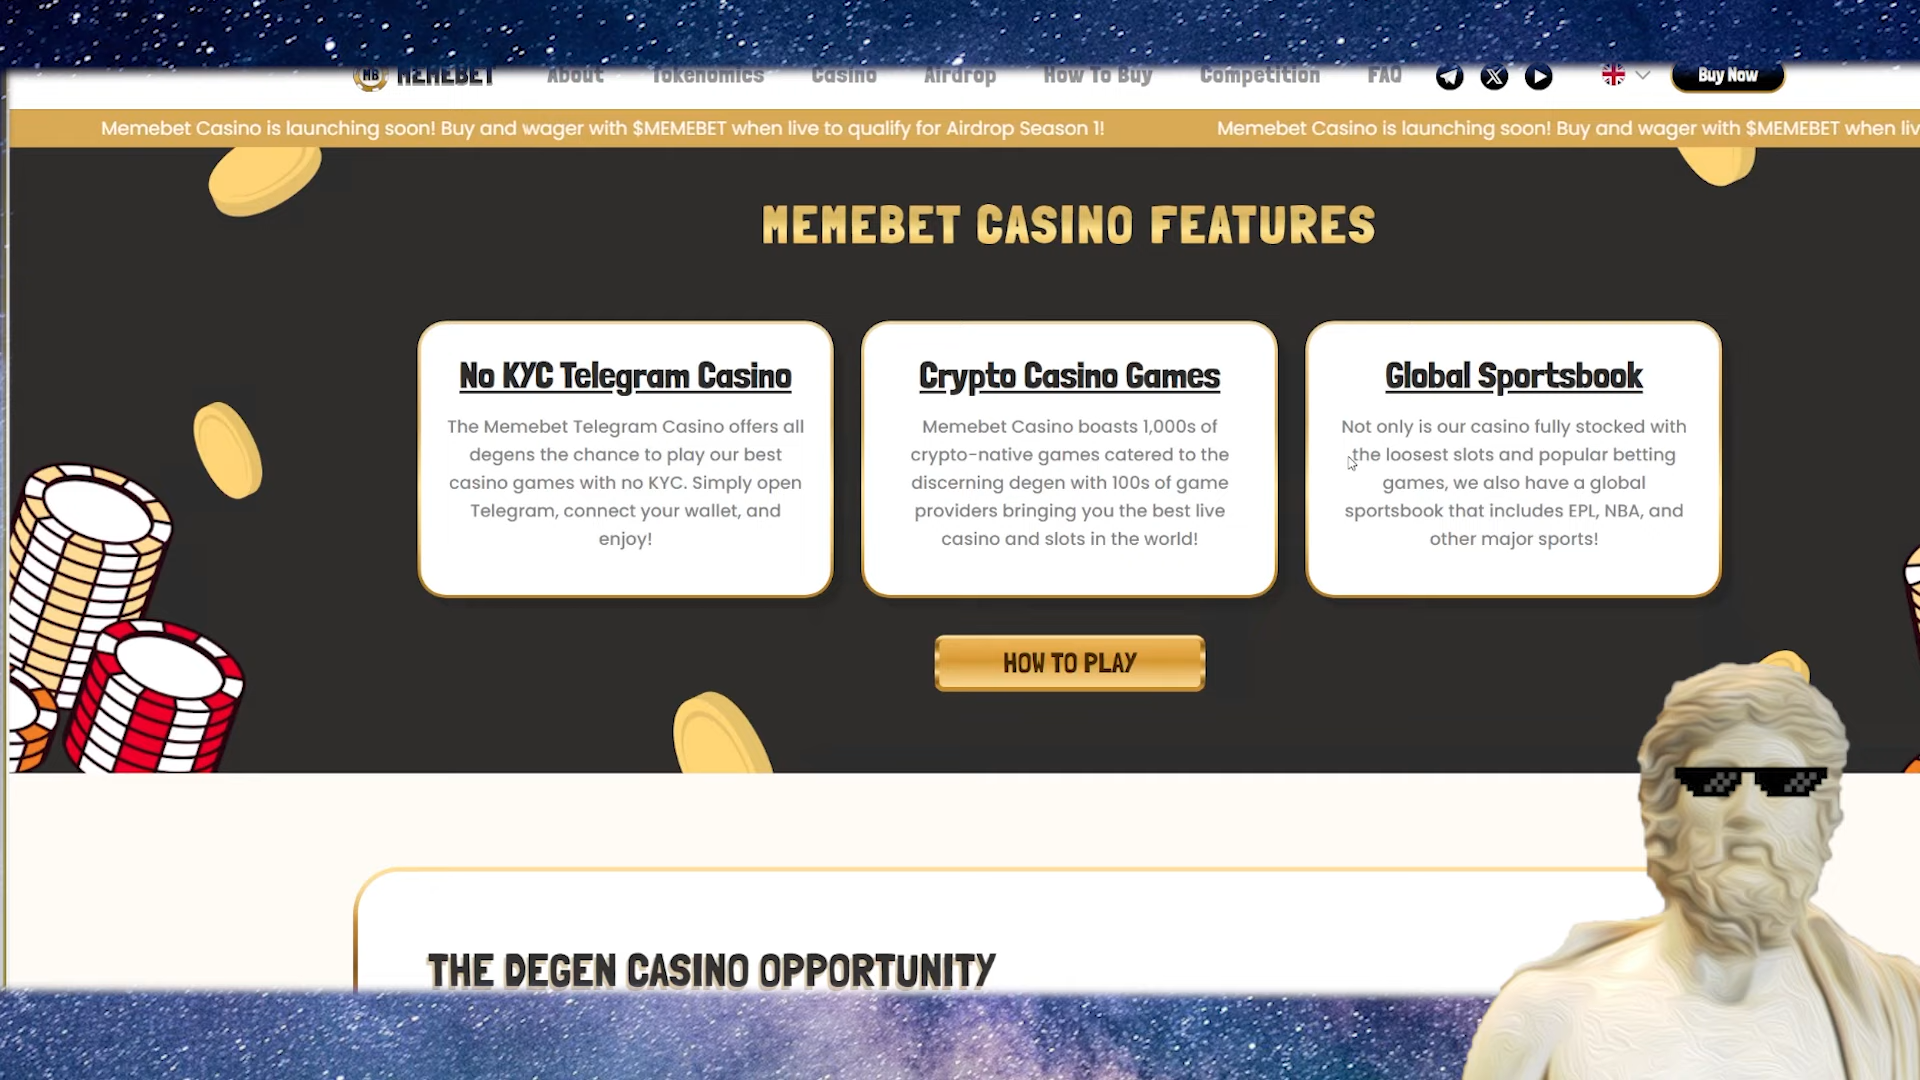 MB MEMEBET About Tokenomics Casino Airdrop How To Buy Competition FAQ Buy Now
Memebet Casino is launching soon! Buy and wager with $MEMEBET when live to qualify for Airdrop Season 1! Memebet Casino is launching soon! Buy and wager with $MEMEBET when liv
MEMEBET CASINO FEATURES
No KYC Telegram Casino
The Memebet Telegram Casino offers all
degens the chance to play our best
casino games with no KYC. Simply open
Telegram, connect your wallet, and
enjoy!
Crypto Casino Games
Memebet Casino boasts 1,000s of
crypto-native games catered to the
discerning degen with 100s of game
providers bringing you the best live
casino and slots in the world!
Global Sportsbook
Not only is our casino fully stocked with
the loosest slots and popular betting
games, we also have a global
sportsbook that includes EPL, NBA, and
other major sports!
HOW TO PLAY
THE DEGEN CASINO OPPORTUNITY